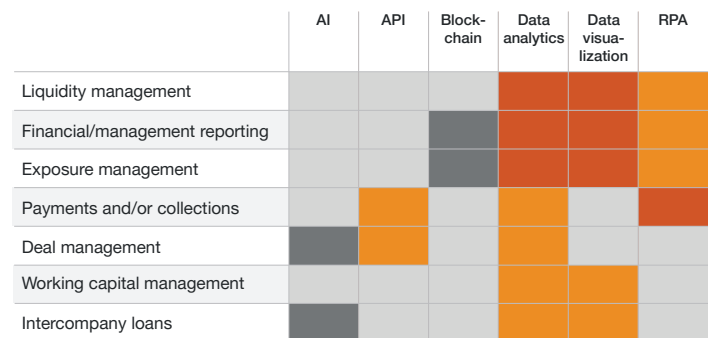 AI
API
Block-
chain
Data
analytics
Data
visua-
lization
RPA
Liquidity management
Financial/management reporting
Exposure management
Payments and/or collections
Deal management
Working capital management
Intercompany loans